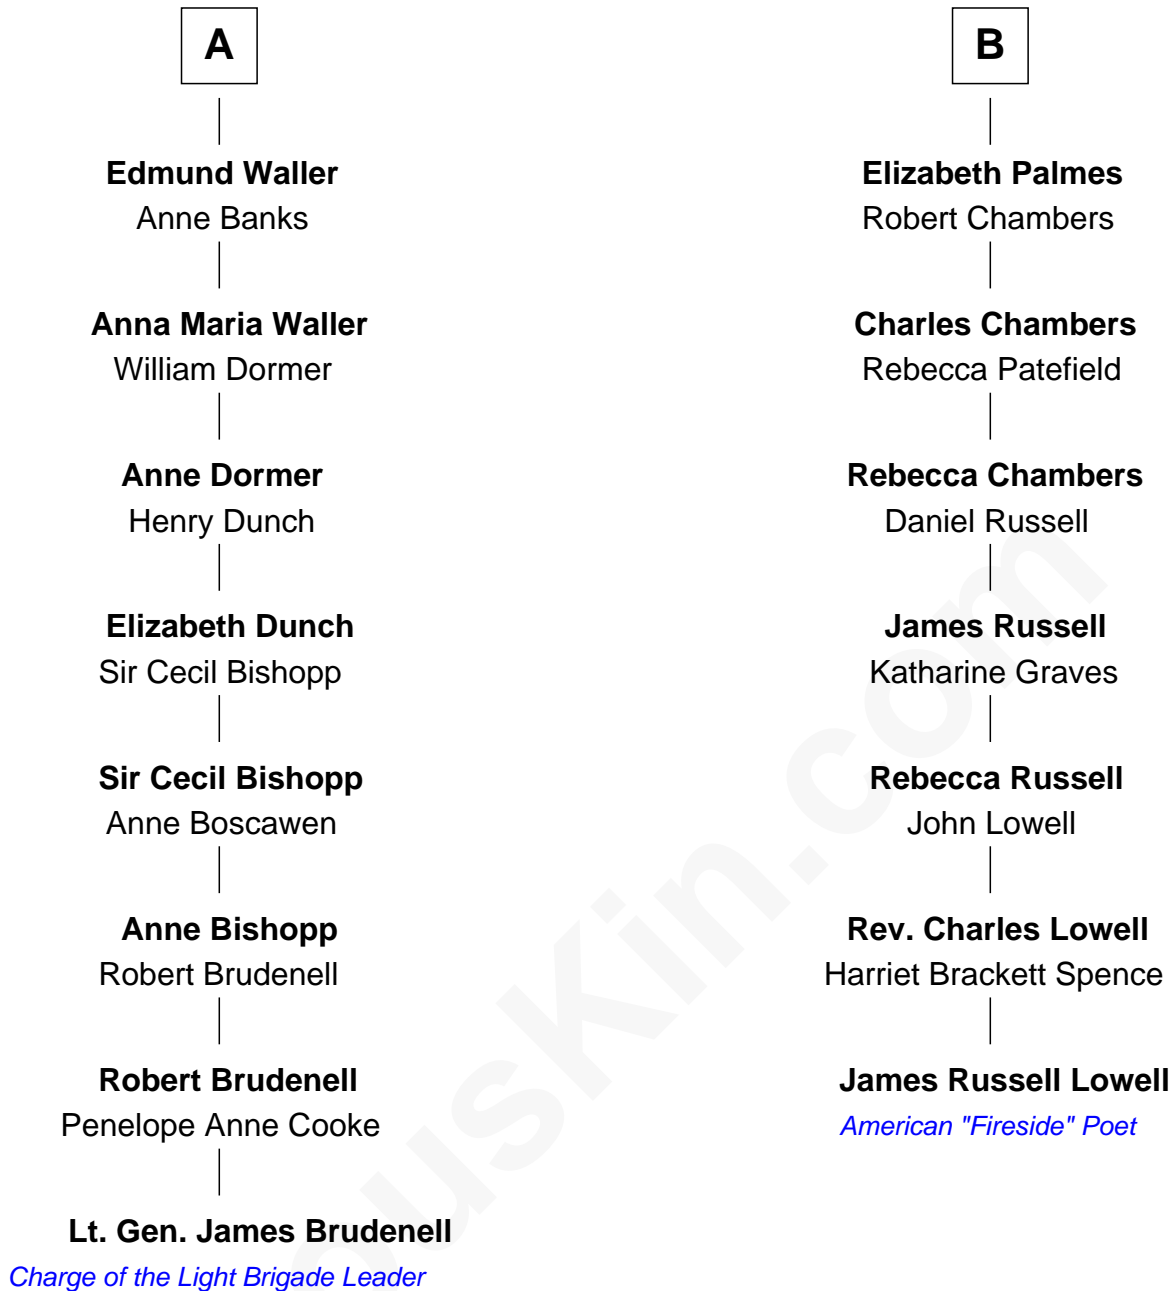 A
Edmund Waller
Anne Banks
Anna Maria Waller
William Dormer
Anne Dormer
Henry Dunch
Elizabeth Dunch
Sir Cecil Bishopp
Sir Cecil Bishopp
Anne Boscawen
Anne Bishopp
Robert Brudenell
Robert Brudenell
Penelope Anne Cooke
Lt. Gen. James Brudenell
Charge of the Light Brigade Leader
B
Elizabeth Palmes
Robert Chambers
Charles Chambers
Rebecca Patefield
Rebecca Chambers
Daniel Russell
James Russell
Katharine Graves
Rebecca Russell
John Lowell
Rev. Charles Lowell
Harriet Brackett Spence
James Russell Lowell
American "Fireside" Poet
ousKin.com